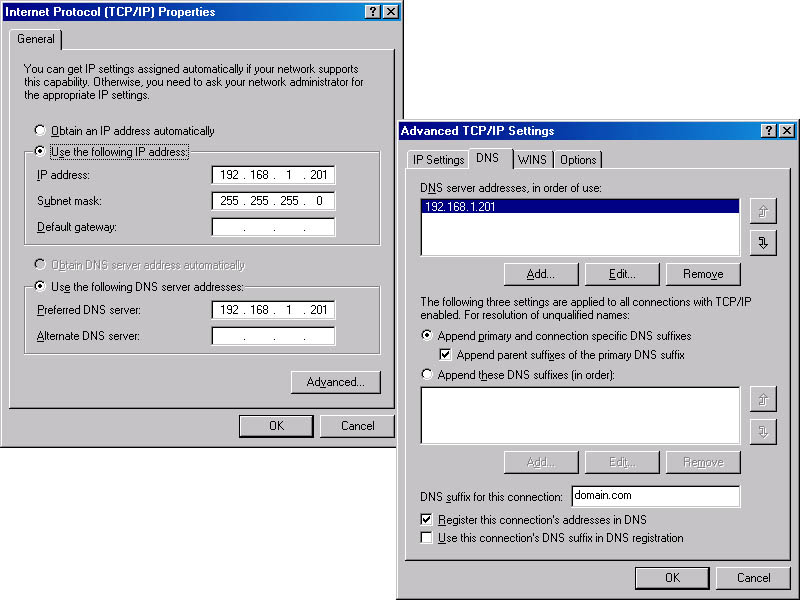 Internet Protocol (TCP/IP) Properties
General
You can get IP settings assigned automatically if your network supports
this capability. Otherwise, you need to ask your network administrator for
the appropriate IP settings.
Obtain an IP address automatically
Use the following IP address:
IP address: 192 . 168 . 1 . 201
Subnet mask: 255 . 255 . 255 . 0
Default gateway: . . .
Obtain DNS server address automatically
Use the following DNS server addresses:
Preferred DNS server: 192 . 168 . 1 . 201
Alternate DNS server: . . .
Advanced...
OK Cancel
Advanced TCP/IP Settings
IP Settings DNS WINS Options
DNS server addresses, in order of use:
192.168.1.201
Add... Edit... Remove
The following three settings are applied to all connections with TCP/IP
enabled. For resolution of unqualified names:
Append primary and connection specific DNS suffixes
Append parent suffixes of the primary DNS suffix
Append these DNS suffixes (in order):
Add... Edit... Remove
DNS suffix for this connection: domain.com
Register this connection's addresses in DNS
Use this connection's DNS suffix in DNS registration
OK Cancel